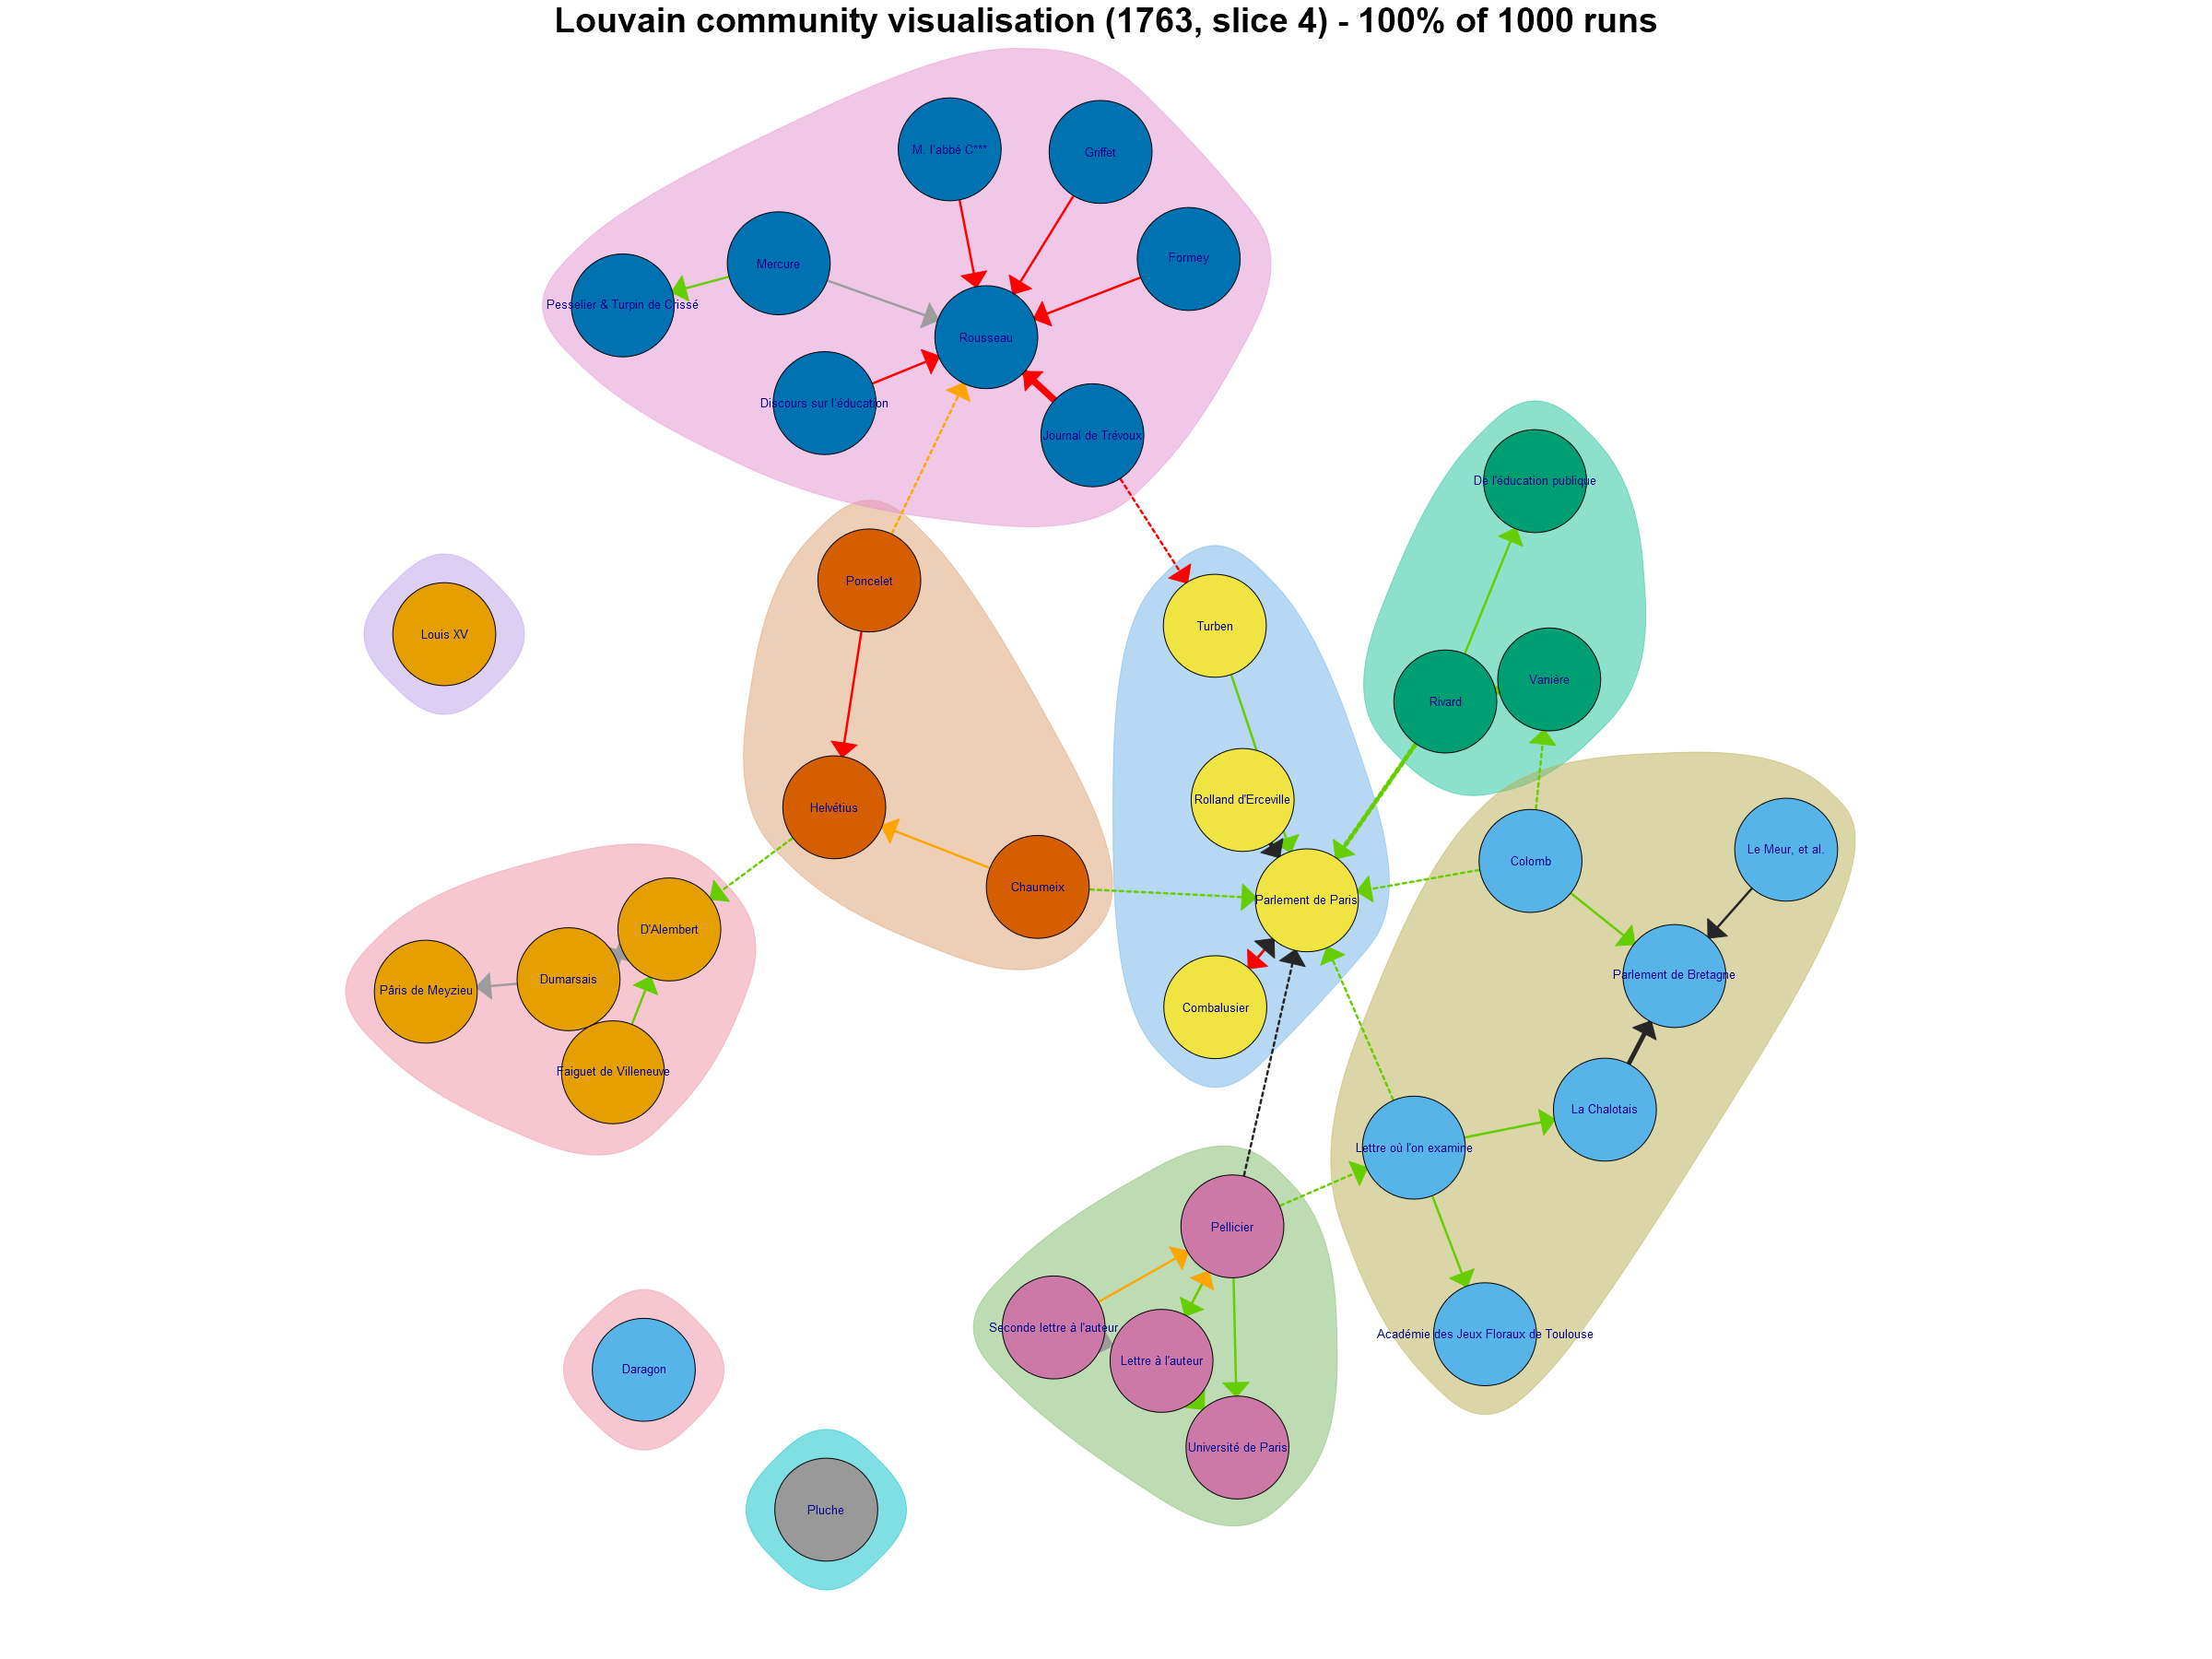 Louvain community visualisation (1763, slice 4) - 100% of 1000 runs
M. l'abbé C***
Griffet
Mercure
Formey
Pesselier & Turpin de Crissé
Rousseau
Discours sur l'éducation
Journal de Trévoux
De l'éducation publique
Poncelet
Turben
Louis XV
Vanière
Rivard
Rolland d'Erceville
Helvétius
Le Meur, et al.
Colomb
Chaumeix
Parlement de Paris
D'Alembert
Parlement de Bretagne
Dumarsais
Pâris de Meyzieu
Combalusier
Faiguet de Villeneuve
La Chalotais
Lettre où l'on examine
Pellicier
Seconde lettre à l'auteur
Académie des Jeux Floraux de Toulouse
Lettre à l'auteur
Daragon
Université de Paris
Pluche